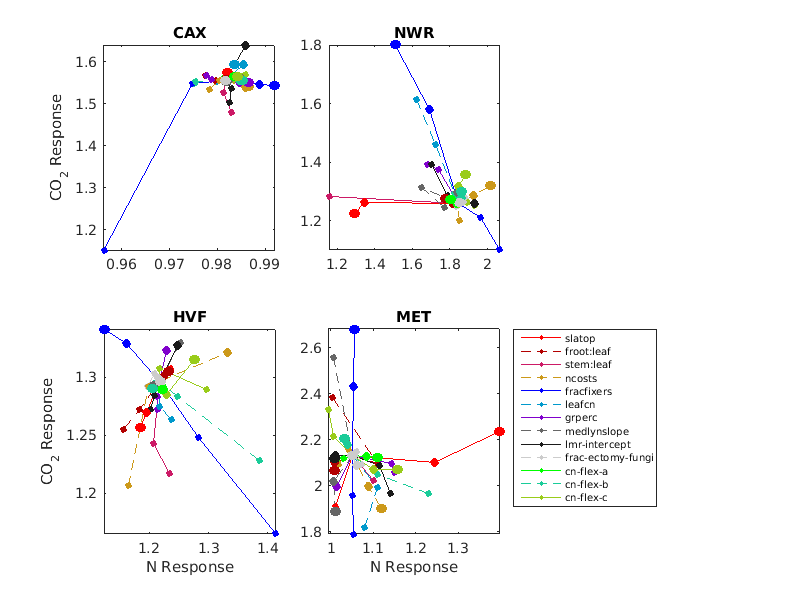 CAX
NWR
1.6
1.5
1.4
1.3
1.2
0.96
0.97
0.98
0.99
CO2 Response
1.8
1.6
1.4
1.2
1.2
1.4
1.6
1.8
2
HVF
MET
1.3
1.25
1.2
1.2
1.3
1.4
CO2 Response
N Response
2.6
2.4
2.2
2
1.8
1
1.1
1.2
1.3
N Response
slatop
froot:leaf
stem:leaf
ncosts
fracfixers
leafcn
grperc
medlynslope
lmr-intercept
frac-ectomy-fungi
cn-flex-a
cn-flex-b
cn-flex-c